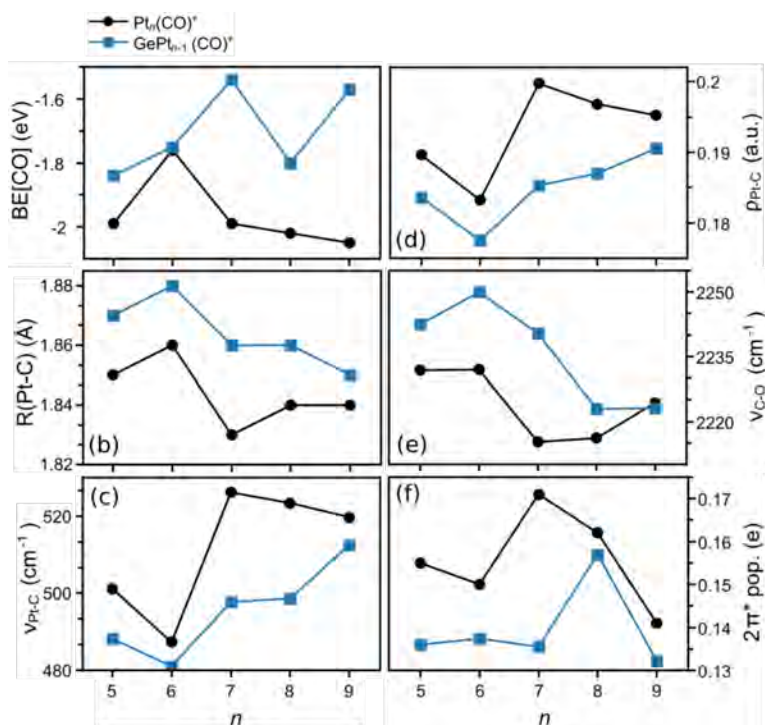 Ptₙ(CO)⁺
GePtₙ₋₁ (CO)⁺
BE[CO] (eV)
-1.6
-1.8
-2
0.2
0.19
0.18
ρPt-C (a.u.)
(d)
R(Pt-C) (Å)
1.88
1.86
1.84
1.82
(b)
2250
2235
2220
νC-O (cm⁻¹)
(e)
νPt-C (cm⁻¹)
520
500
480
(c)
0.17
0.16
0.15
0.14
0.13
2π* pop. (e)
(f)
5 6 7 8 9
5 6 7 8 9
n
n